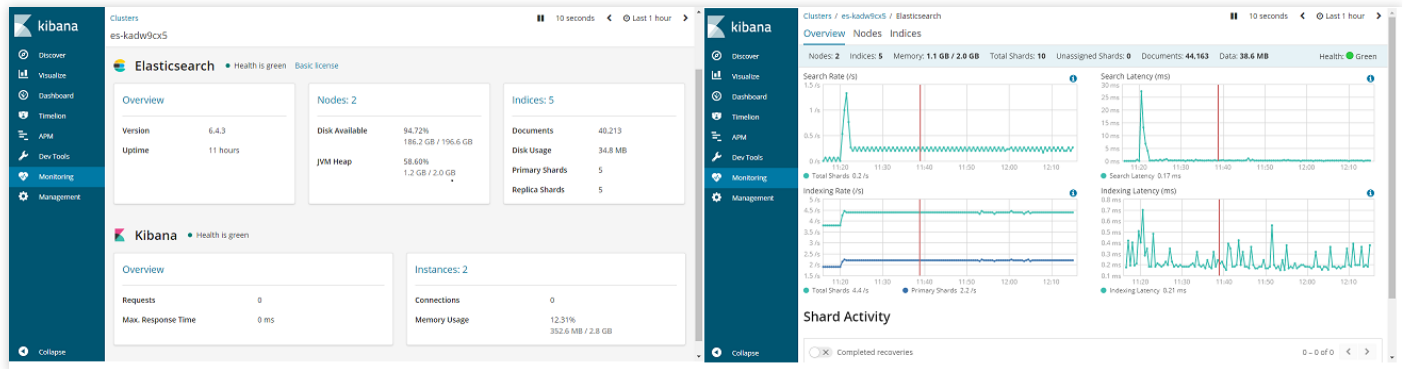 kibana
Discover
Visualize
Dashboard
Timelion
APM
Dev Tools
Monitoring
Management
Collapse
Clusters
10 seconds
Last 1 hour
es-kadw9cx5
Elasticsearch
Health is green
Basic license
Overview
Version 6.4.3
Uptime 11 hours
Nodes: 2
Disk Available 94.72%
186.2 GB / 196.6 GB
JVM Heap 58.60%
1.2 GB / 2.0 GB
Indices: 5
Documents 40,213
Disk Usage 34.8 MB
Primary Shards 5
Replica Shards 5
Kibana
Health is green
Overview
Requests 0
Max. Response Time 0 ms
Instances: 2
Connections 0
Memory Usage 12.31%
352.6 MB / 2.8 GB
kibana
Discover
Visualize
Dashboard
Timelion
APM
Dev Tools
Monitoring
Management
Collapse
Clusters / es-kadw9cx5 / Elasticsearch
10 seconds
Last 1 hour
Overview Nodes Indices
Nodes: 2 Indices: 5 Memory: 1.1 GB / 2.0 GB Total Shards: 10 Unassigned Shards: 0 Documents: 44,163 Data: 38.6 MB Health: Green
Search Rate (/s)
1.5 /s
1 /s
0.5 /s
0 /s
11:20 11:30 11:40 11:50 12:00 12:10
Total Shards 0.2 /s
Search Latency (ms)
30 ms
25 ms
20 ms
15 ms
10 ms
5 ms
0 ms
11:20 11:30 11:40 11:50 12:00 12:10
Search Latency 0.17 ms
Indexing Rate (/s)
5 /s
4.5 /s
4 /s
3.5 /s
3 /s
2.5 /s
2 /s
1.5 /s
11:20 11:30 11:40 11:50 12:00 12:10
Total Shards 4.4 /s Primary Shards 2.2 /s
Indexing Latency (ms)
0.8 ms
0.7 ms
0.6 ms
0.5 ms
0.4 ms
0.3 ms
0.2 ms
0.1 ms
11:20 11:30 11:40 11:50 12:00 12:10
Indexing Latency 0.21 ms
Shard Activity
Completed recoveries
0 – 0 of 0